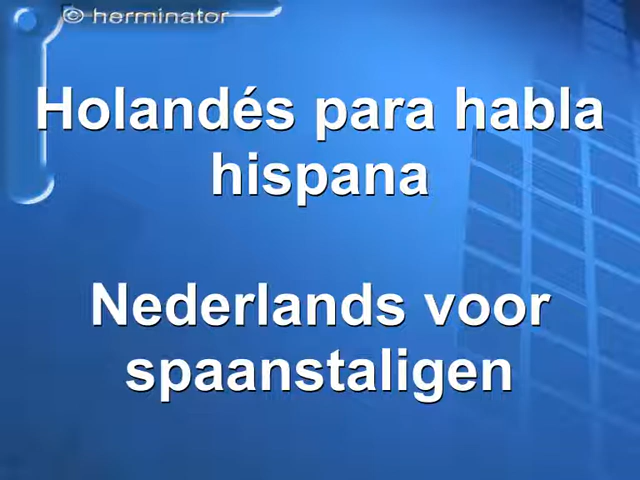 © herminator
Holandés para habla
hispana
Nederlands voor
spaanstaligen